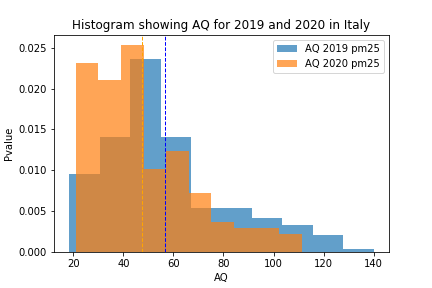 Histogram showing AQ for 2019 and 2020 in Italy
AQ 2019 pm25
AQ 2020 pm25
0.025
0.020
0.015
0.010
0.005
0.000
Pvalue
20 40 60 80 100 120 140
AQ